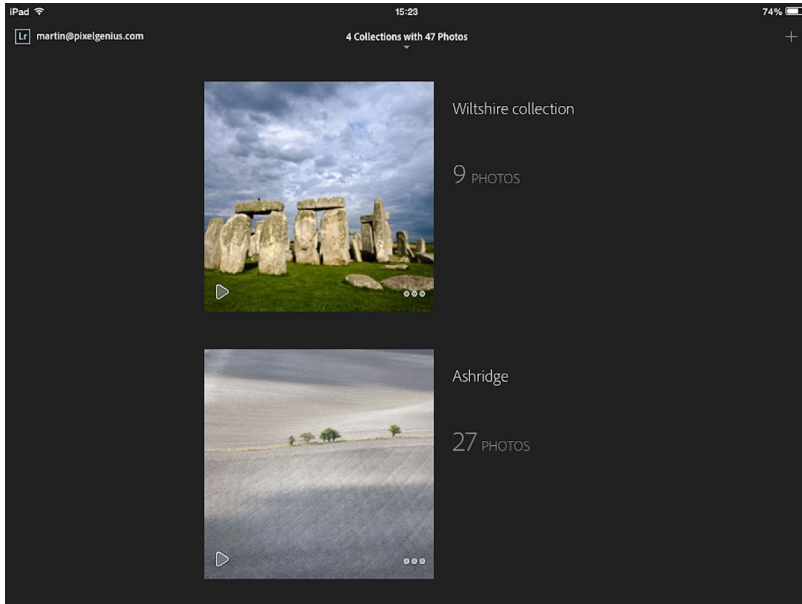 iPad 15:23 74%
Lr martin@pixelgenius.com 4 Collections with 47 Photos
Wiltshire collection
9 PHOTOS
Ashridge
27 PHOTOS